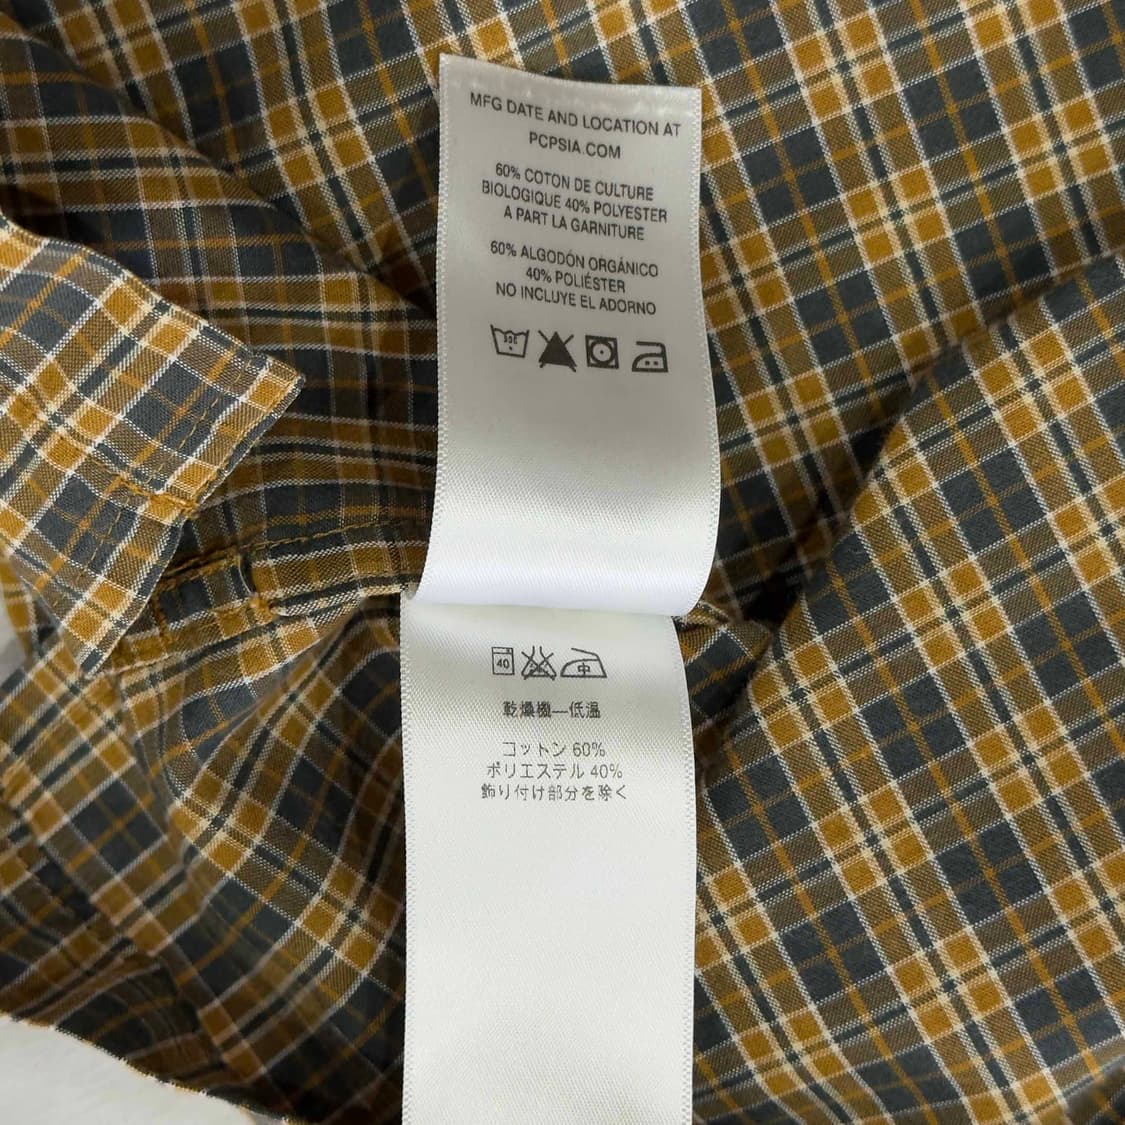 MFG DATE AND LOCATION AT
PCPSIA.COM
60% COTON DE CULTURE
BIOLOGIQUE 40% POLYESTER
A PART LA GARNITURE
60% ALGODÓN ORGÁNICO
40% POLIÉSTER
NO INCLUYE EL ADORNO
40 中
乾燥機—低温
コットン 60%
ポリエステル 40%
飾り付け部分を除く